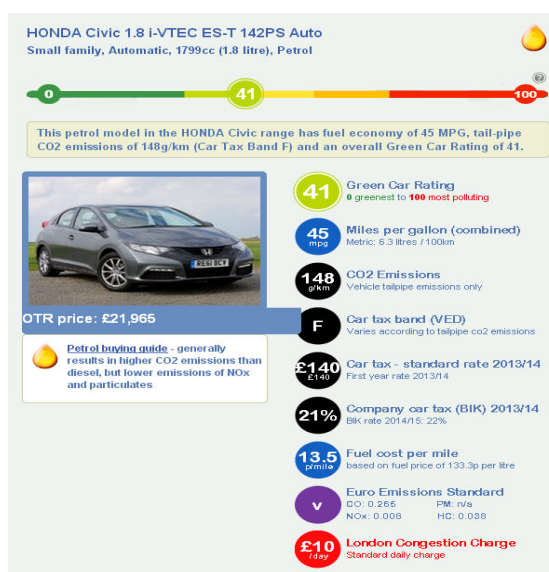 HONDA Civic 1.8 i-VTEC ES-T 142PS Auto
Small family, Automatic, 1799cc (1.8 litre), Petrol
?
0
41
100
This petrol model in the HONDA Civic range has fuel economy of 45 MPG, tail-pipe
CO2 emissions of 148g/km (Car Tax Band F) and an overall Green Car Rating of 41.
RE61 BCY
OTR price: £21,965
Petrol buying guide - generally
results in higher CO2 emissions than
diesel, but lower emissions of NOx
and particulates
41
Green Car Rating
0 greenest to 100 most polluting
45
mpg
Miles per gallon (combined)
Metric: 6.3 litres / 100km
148
g/km
CO2 Emissions
Vehicle tailpipe emissions only
F
Car tax band (VED)
Varies according to tailpipe co2 emissions
£140
£140
Car tax - standard rate 2013/14
First year rate 2013/14
21%
Company car tax (BIK) 2013/14
BIK rate 2014/15: 22%
13.5
p/mile
Fuel cost per mile
based on fuel price of 133.3p per litre
v
Euro Emissions Standard
CO: 0.265 PM: n/a
NOx: 0.008 HC: 0.038
£10
/day
London Congestion Charge
Standard daily charge